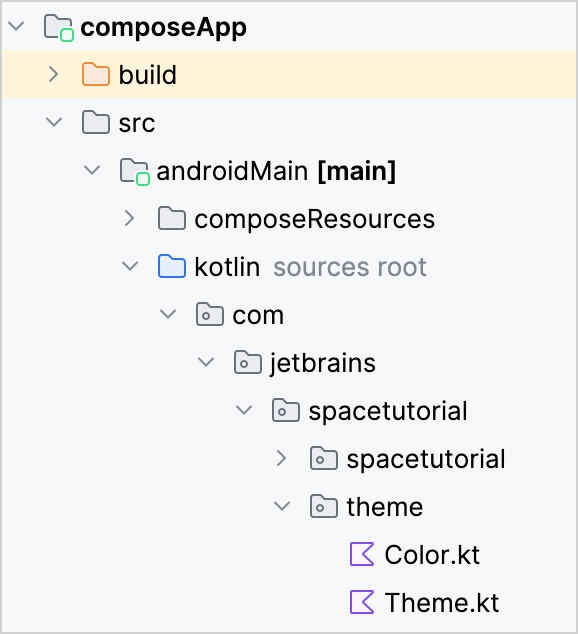 composeApp
build
src
androidMain [main]
composeResources
kotlin sources root
com
jetbrains
spacetutorial
spacetutorial
theme
Color.kt
Theme.kt